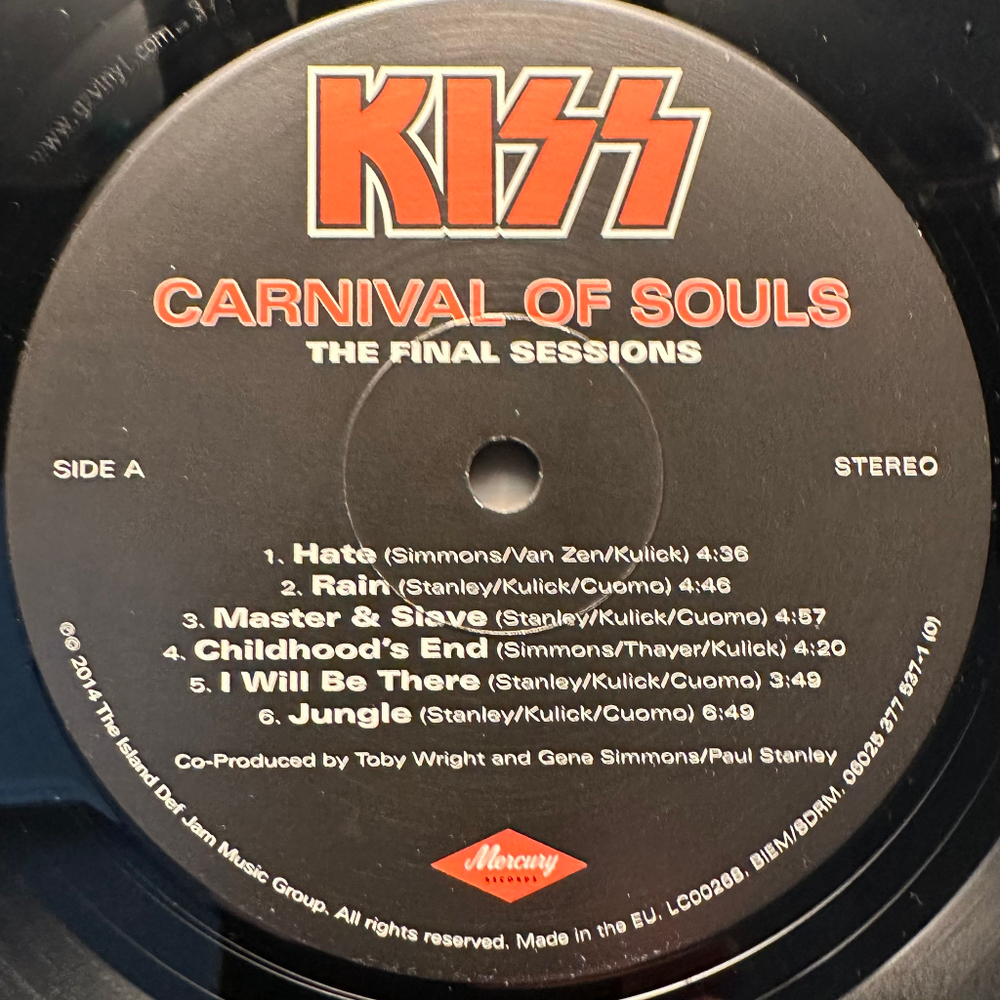 KISS
CARNIVAL OF SOULS
THE FINAL SESSIONS
SIDE A
STEREO
1. Hate (Simmons/Van Zen/Kulick) 4:36
2. Rain (Stanley/Kulick/Cuomo) 4:46
3. Master & Slave (Stanley/Kulick/Cuomo) 4:57
4. Childhood's End (Simmons/Thayer/Kulick) 4:20
5. I Will Be There (Stanley/Kulick/Cuomo) 3:49
6. Jungle (Stanley/Kulick/Cuomo) 6:49
Co-Produced by Toby Wright and Gene Simmons/Paul Stanley
Mercury
RECORDS
℗© 2014 The Island Def Jam Music Group. All rights reserved. Made in the EU. LC00268. BIEM/SDRM. 06025 377 537-1 (0)